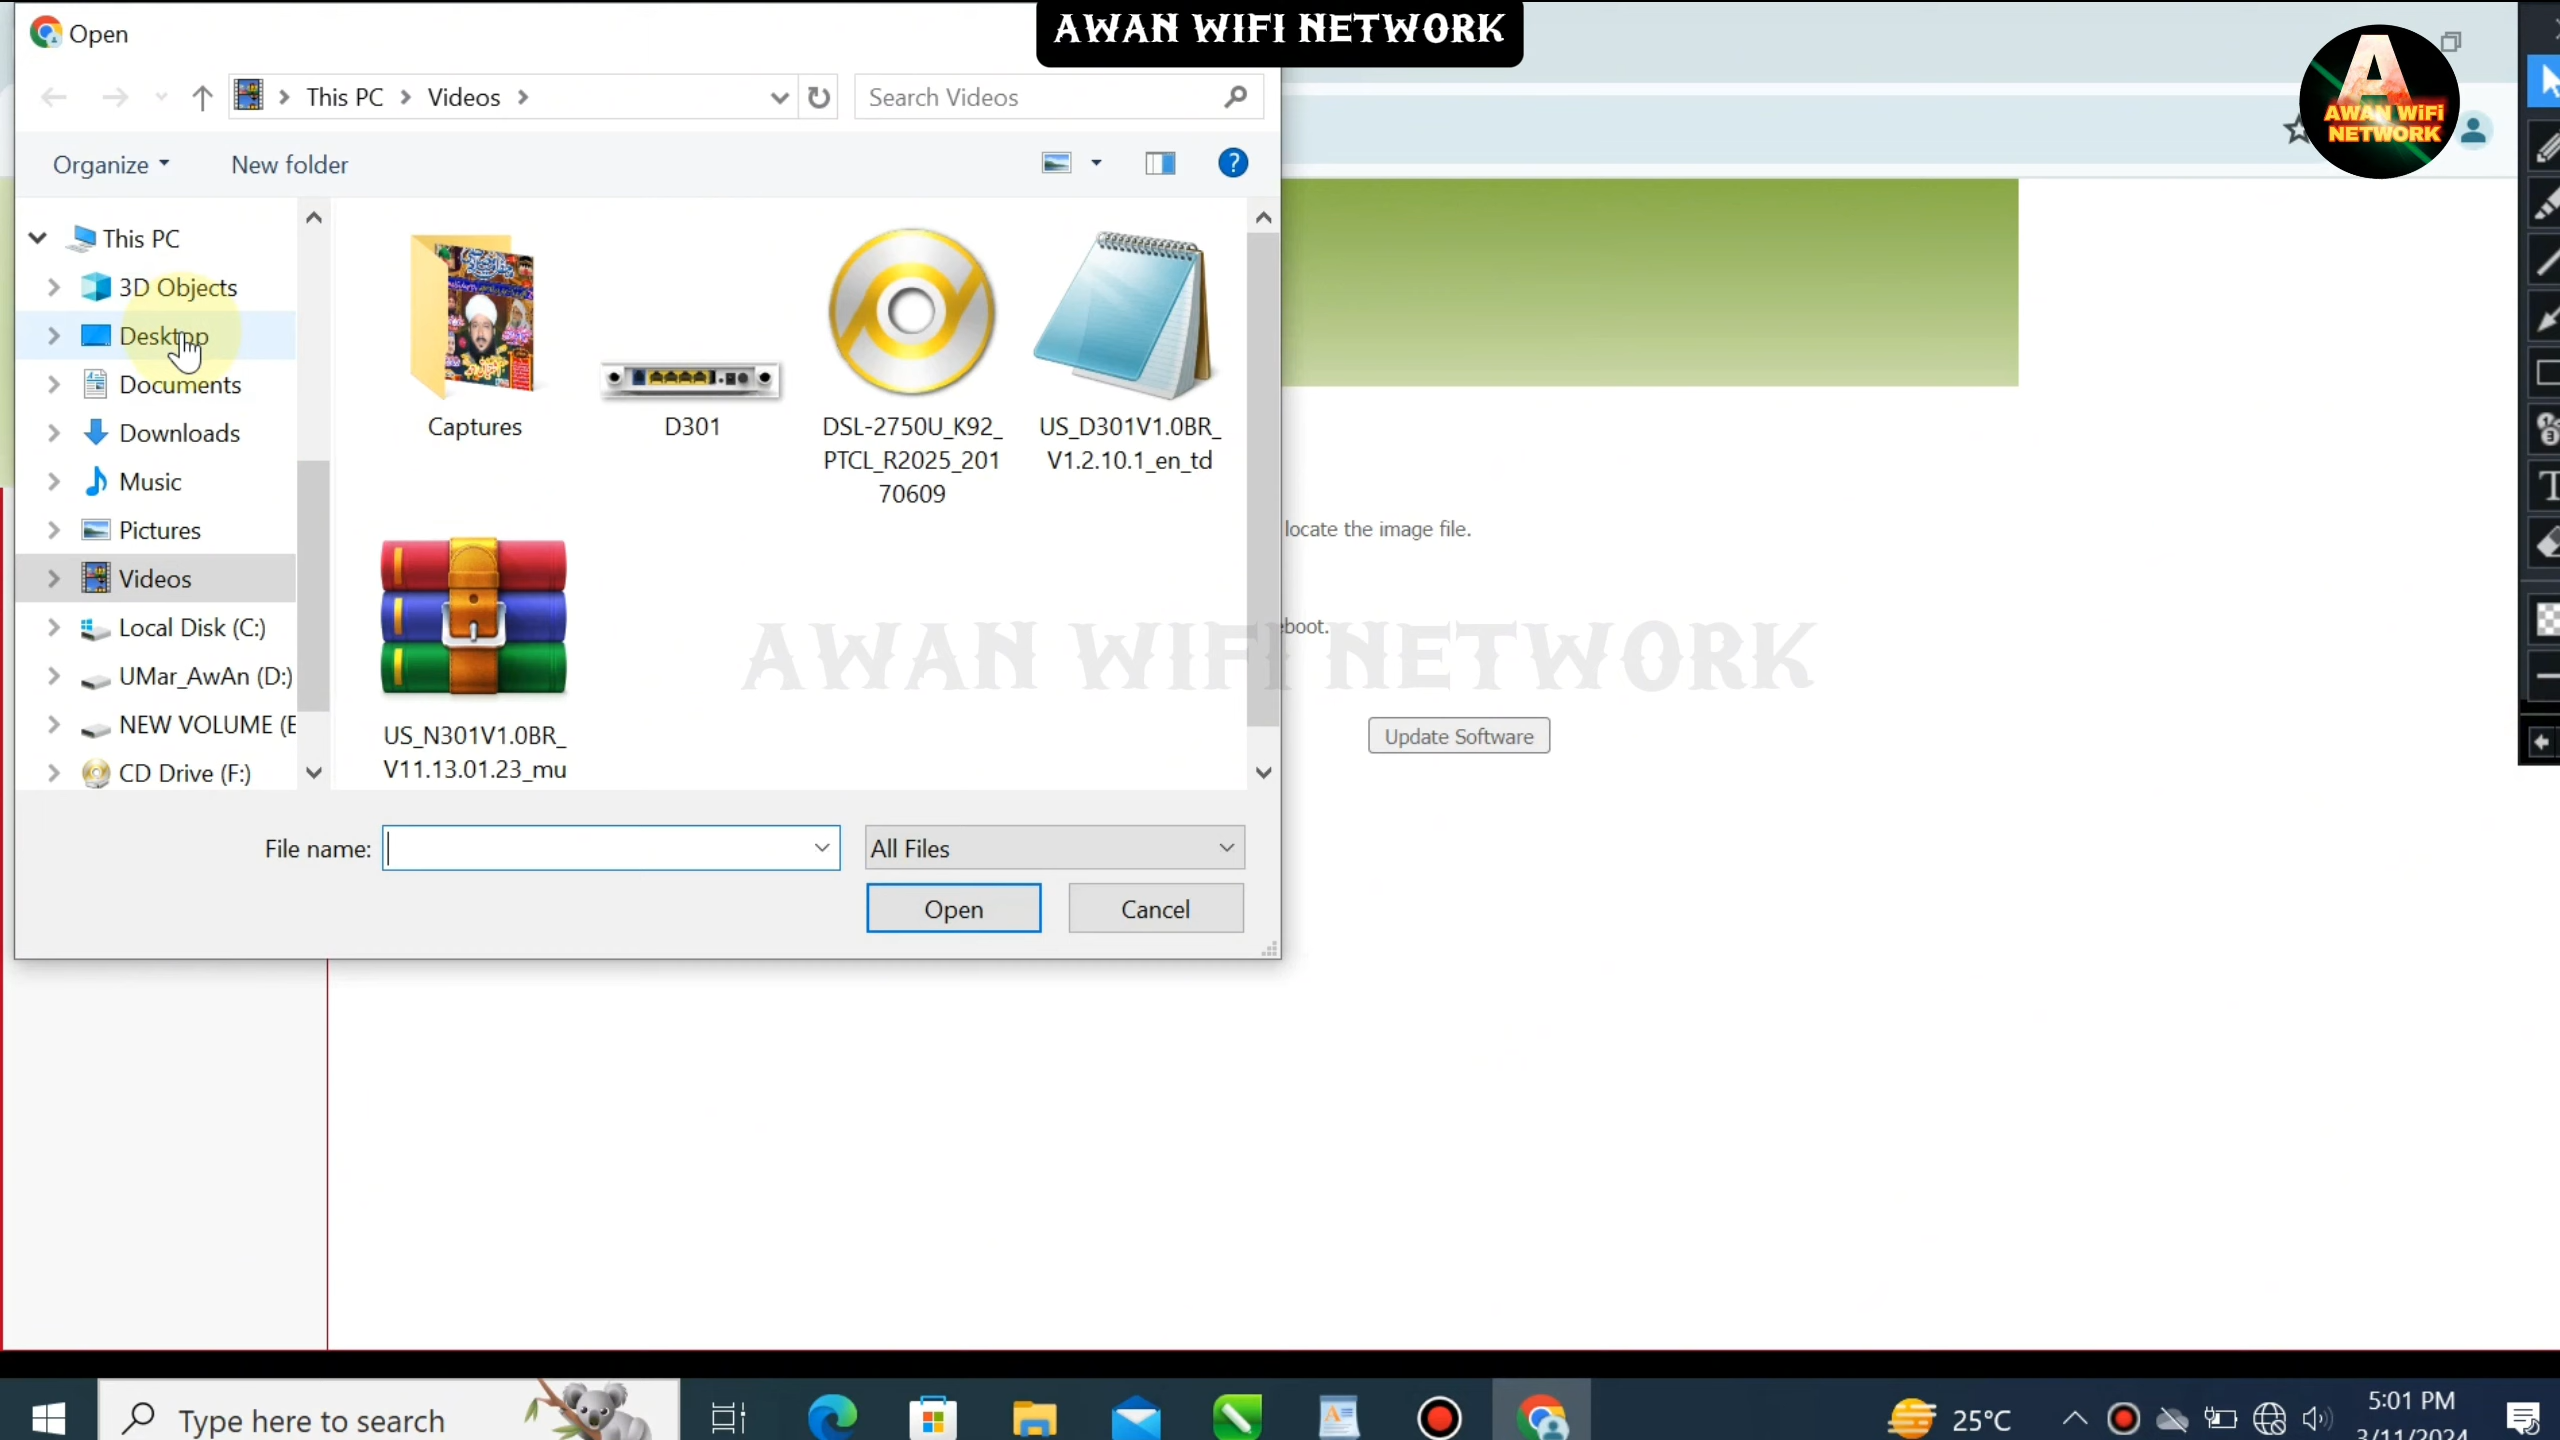 Open
AWAN WIFI NETWORK
A
AWAN WiFi
NETWORK
This PC
Videos
Search Videos
Organize
New folder
?
This PC
3D Objects
Desktop
Documents
Downloads
Music
Pictures
Videos
Local Disk (C:)
UMar_AwAn (D:)
NEW VOLUME (E
CD Drive (F:)
Captures
D301
DSL-2750U_K92_
PTCL_R2025_201
70609
US_D301V1.0BR_
V1.2.10.1_en_td
US_N301V1.0BR_
V11.13.01.23_mu
locate the image file.
eboot.
AWAN WIFI NETWORK
Update Software
File name:
All Files
Open
Cancel
Type here to search
25°C
5:01 PM
3/11/2024